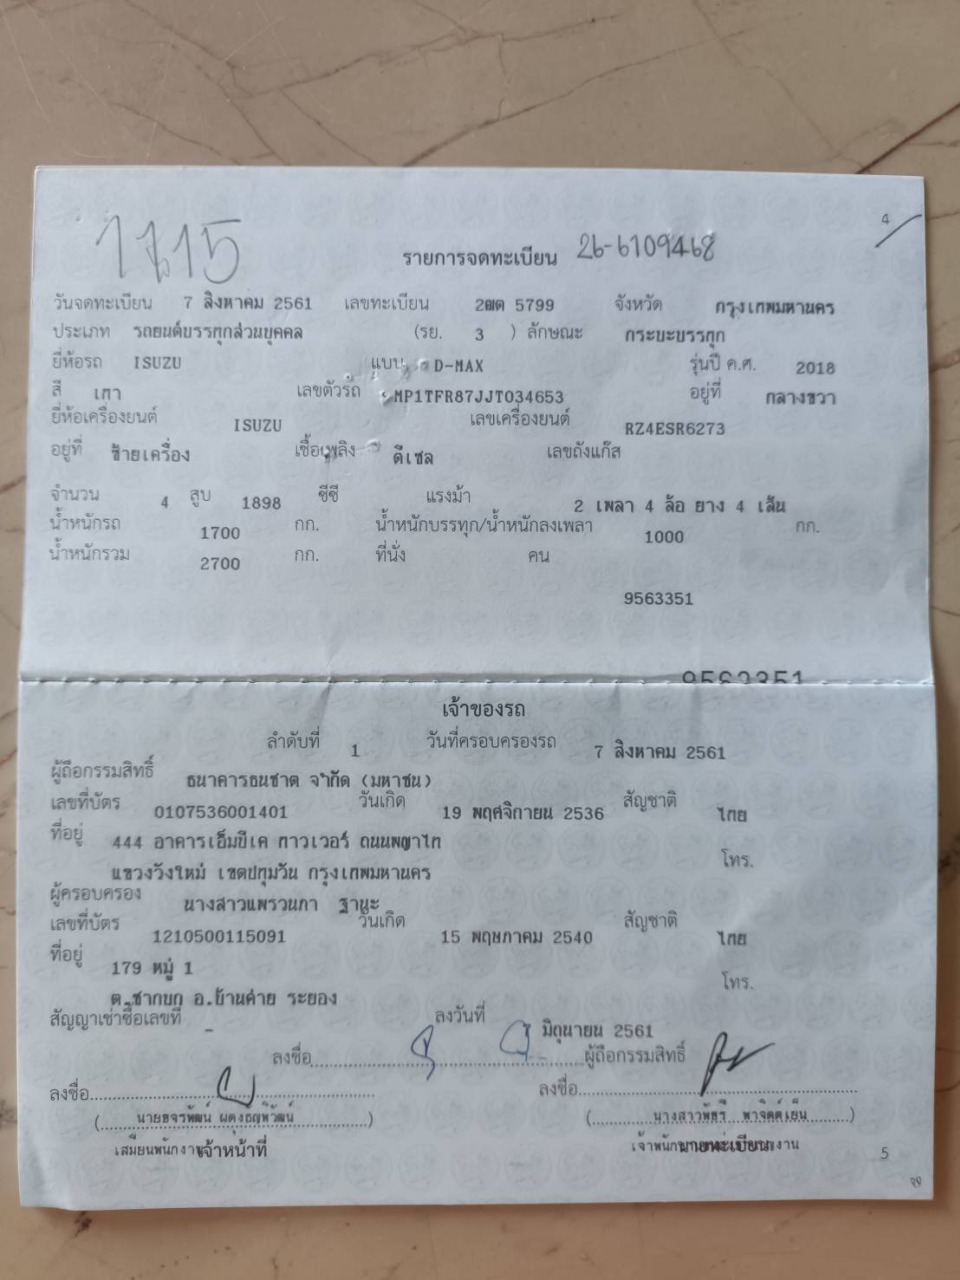 4
1715
รายการจดทะเบียน 26-6109468
วันจดทะเบียน 7 สิงหาคม 2561 เลขทะเบียน 2ฒต 5799 จังหวัด กรุงเทพมหานคร
ประเภท รถยนต์บรรทุกส่วนบุคคล (รย. 3 ) ลักษณะ กระบะบรรทุก
ยี่ห้อรถ ISUZU แบบ D-MAX รุ่นปี ค.ศ. 2018
สี เทา เลขตัวรถ MP1TFR87JJT034653 อยู่ที่ กลางขวา
ยี่ห้อเครื่องยนต์ ISUZU เลขเครื่องยนต์ RZ4ESR6273
อยู่ที่ ซ้ายเครื่อง เชื้อเพลิง ดีเซล เลขถังแก๊ส
จำนวน 4 สูบ 1898 ซีซี แรงม้า 2 เพลา 4 ล้อ ยาง 4 เส้น
น้ำหนักรถ 1700 กก. น้ำหนักบรรทุก/น้ำหนักลงเพลา 1000 กก.
น้ำหนักรวม 2700 กก. ที่นั่ง คน
9563351
9563351
เจ้าของรถ
ลำดับที่ 1 วันที่ครอบครองรถ 7 สิงหาคม 2561
ผู้ถือกรรมสิทธิ์ ธนาคารธนชาต จำกัด (มหาชน)
เลขที่บัตร 0107536001401 วันเกิด 19 พฤศจิกายน 2536 สัญชาติ ไทย
ที่อยู่ 444 อาคารเอ็มบีเค ทาวเวอร์ ถนนพญาไท
แขวงวังใหม่ เขตปทุมวัน กรุงเทพมหานคร โทร.
ผู้ครอบครอง นางสาวแพรวนภา ฐานะ
เลขที่บัตร 1210500115091 วันเกิด 15 พฤษภาคม 2540 สัญชาติ ไทย
ที่อยู่ 179 หมู่ 1
ต.ชากบก อ.บ้านค่าย ระยอง โทร.
สัญญาเช่าซื้อเลขที่ - ลงวันที่ 7 มิถุนายน 2561
ลงชื่อ ผู้ถือกรรมสิทธิ์
ลงชื่อ ลงชื่อ
(นายขจรพัฒน์) (นางสาวพัชรี)
เจ้าหน้าที่ นายทะเบียน
5